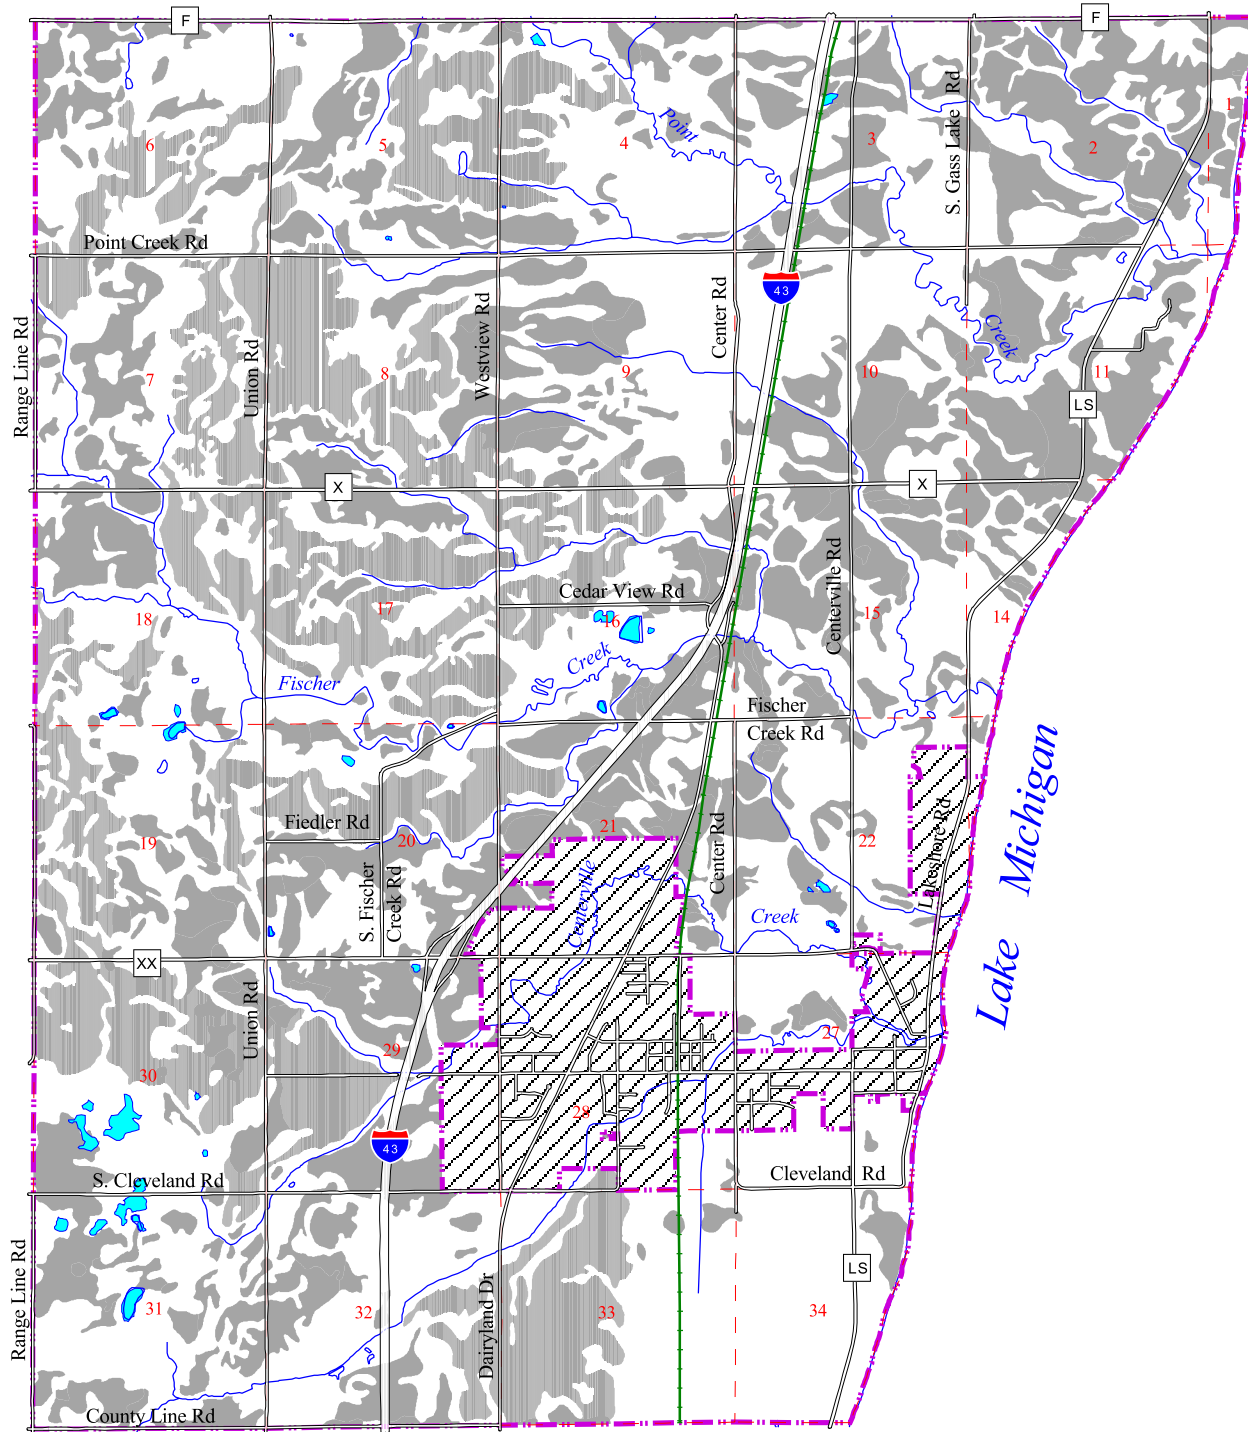 F
F
1
6
5
4
Point
3
S. Gass Lake Rd
2
Point Creek Rd
43
Range Line Rd
Union Rd
Westview Rd
Center Rd
Creek
7
8
9
10
11
LS
X
X
Cedar View Rd
Centerville Rd
18
17
16
15
14
Fischer
Creek
Fischer
Creek Rd
Lake Michigan
Fiedler Rd
19
20
21
22
S. Fischer
Creek Rd
Center Rd
Lakeshore Rd
Centerville
Creek
XX
Union Rd
29
27
30
28
43
S. Cleveland Rd
Cleveland Rd
Range Line Rd
LS
Dairyland Dr
31
32
33
34
County Line Rd